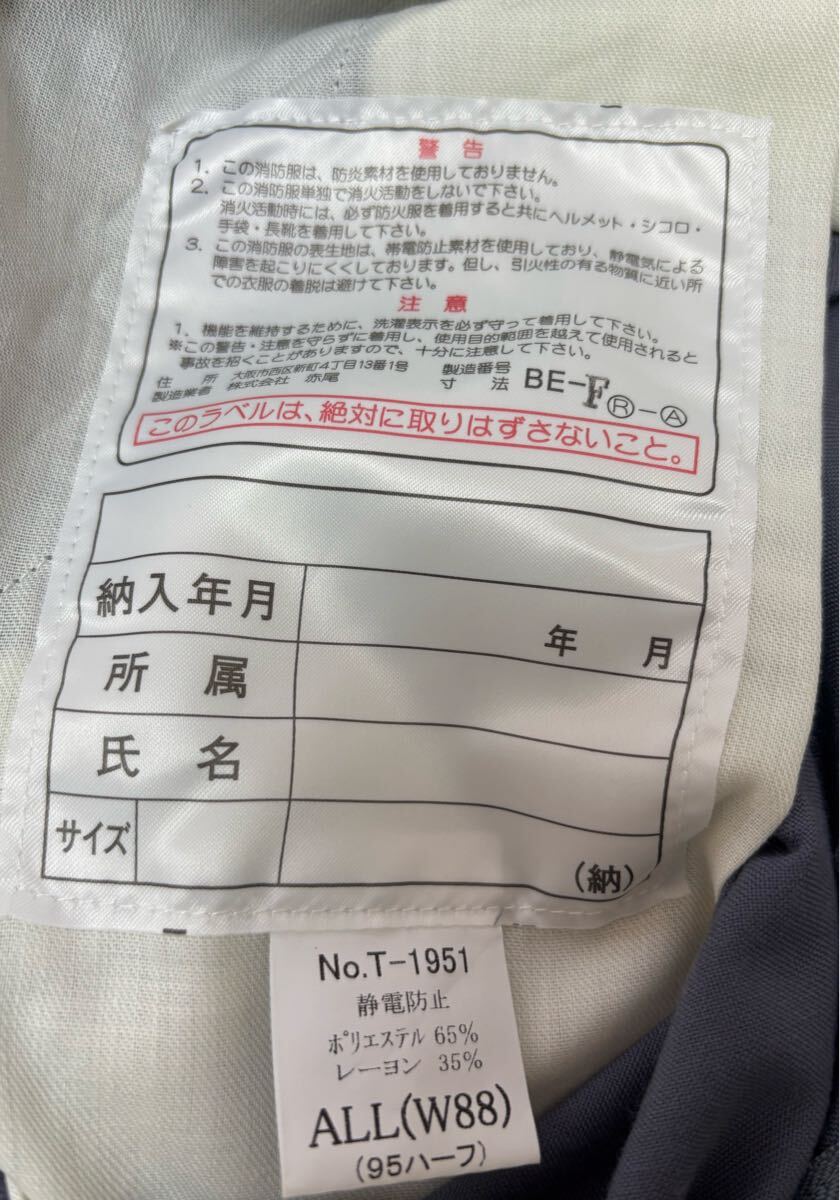 警告
1. この消防服は、防炎素材を使用しておりません。
2. この消防服単独で消火活動をしないで下さい。
消火活動時には、必ず防火服を着用すると共にヘルメット・シコロ・
手袋・長靴を着用して下さい。
3. この消防服の表生地は、帯電防止素材を使用しており、静電気による
障害を起こりにくくしております。但し、引火性の有る物質に近い所
での衣服の着脱は避けて下さい。
注意
1. 機能を維持するために、洗濯表示を必ず守って着用して下さい。
※この警告・注意を守らずに着用し、使用目的範囲を越えて使用されると
事故を招くことがありますので、十分に注意して下さい。
住所 大阪市西区新町4丁目13番1号 製造番号
製造業者 株式会社 赤尾 寸法 BE-F Ⓡ-Ⓐ
このラベルは、絶対に取りはずさないこと。
納入年月 年 月
所属
氏名
サイズ (納)
No.T-1951
静電防止
ポリエステル 65%
レーヨン 35%
ALL(W88)
(95ハーフ)